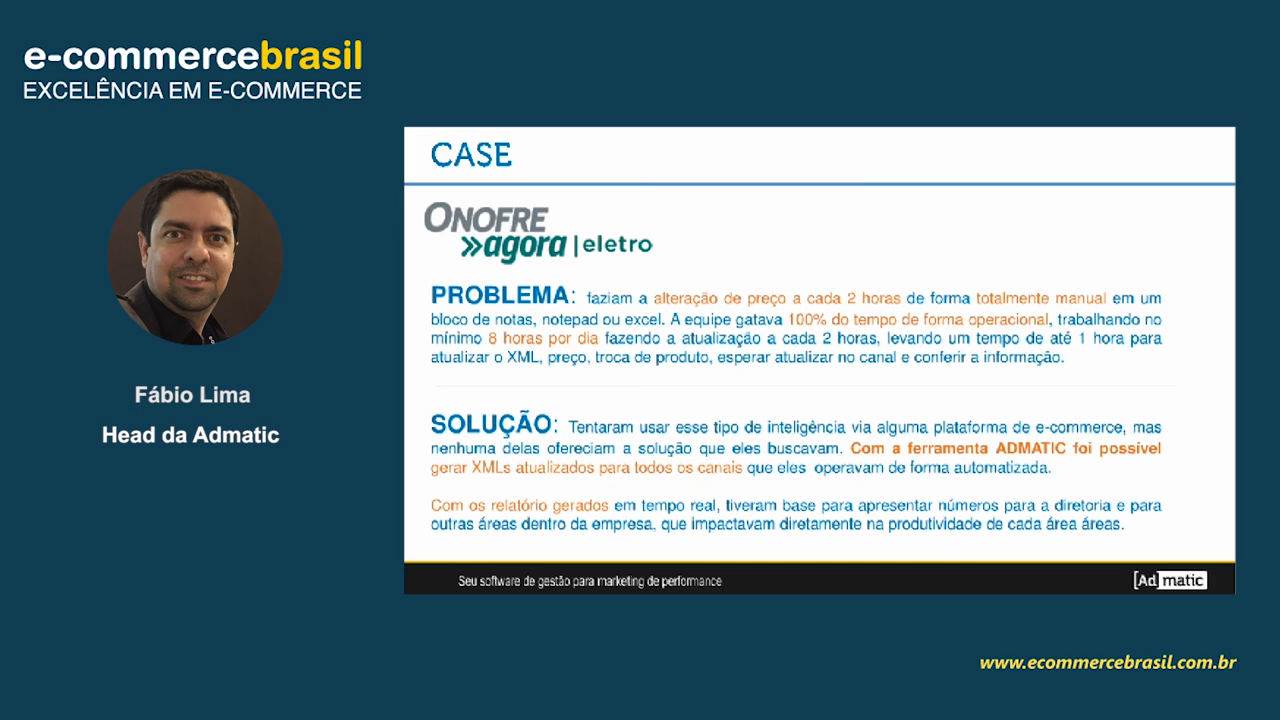 e-commercebrasil
EXCELÊNCIA EM E-COMMERCE
Fábio Lima
Head da Admatic
CASE
ONOFRE
»agora | eletro
PROBLEMA: faziam a alteração de preço a cada 2 horas de forma totalmente manual em um
bloco de notas, notepad ou excel. A equipe gatava 100% do tempo de forma operacional, trabalhando no
mínimo 8 horas por dia fazendo a atualização a cada 2 horas, levando um tempo de até 1 hora para
atualizar o XML, preço, troca de produto, esperar atualizar no canal e conferir a informação.
SOLUÇÃO: Tentaram usar esse tipo de inteligência via alguma plataforma de e-commerce, mas
nenhuma delas ofereciam a solução que eles buscavam. Com a ferramenta ADMATIC foi possível
gerar XMLs atualizados para todos os canais que eles operavam de forma automatizada.
Com os relatório gerados em tempo real, tiveram base para apresentar números para a diretoria e para
outras áreas dentro da empresa, que impactavam diretamente na produtividade de cada área áreas.
Seu software de gestão para marketing de performance
[Ad]matic
www.ecommercebrasil.com.br